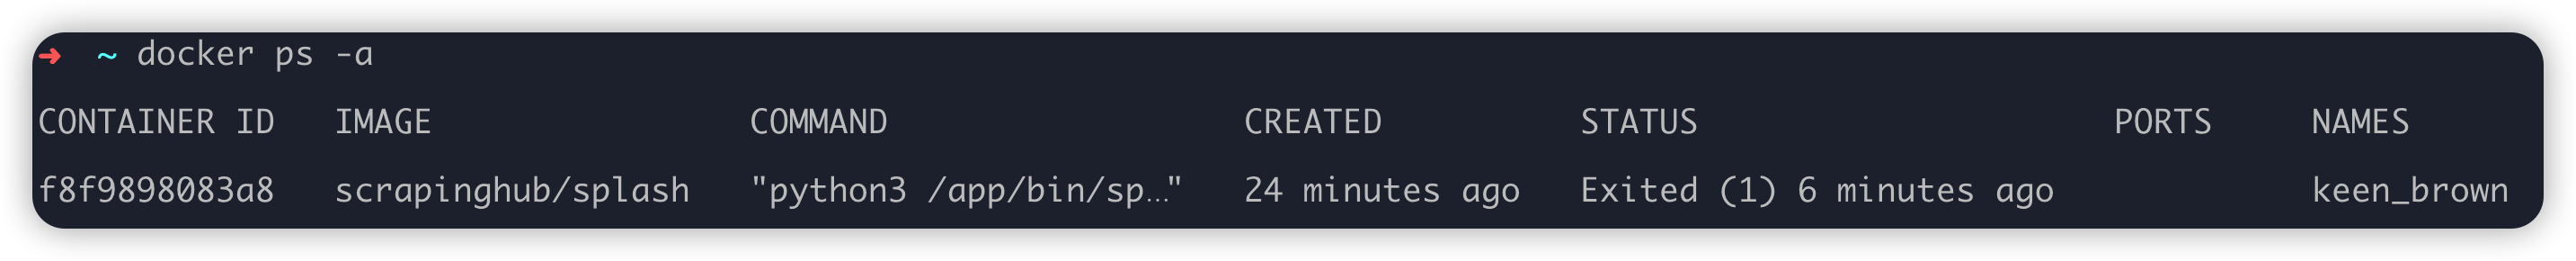 ➜ ~ docker ps -a
CONTAINER ID IMAGE COMMAND CREATED STATUS PORTS NAMES
f8f9898083a8 scrapinghub/splash "python3 /app/bin/sp…" 24 minutes ago Exited (1) 6 minutes ago keen_brown